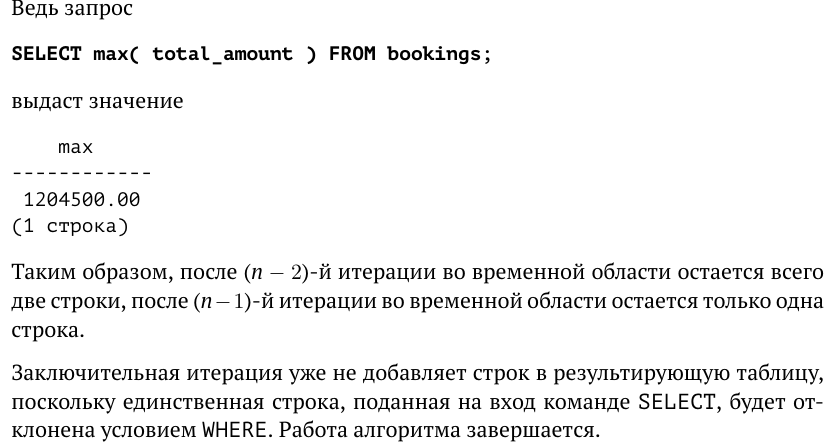 Ведь запрос
SELECT max( total_amount ) FROM bookings;
выдаст значение
max
------------
1204500.00
(1 строка)
Таким образом, после (n − 2)-й итерации во временной области остается всего
две строки, после (n − 1)-й итерации во временной области остается только одна
строка.
Заключительная итерация уже не добавляет строк в результирующую таблицу,
поскольку единственная строка, поданная на вход команде SELECT, будет от-
клонена условием WHERE. Работа алгоритма завершается.